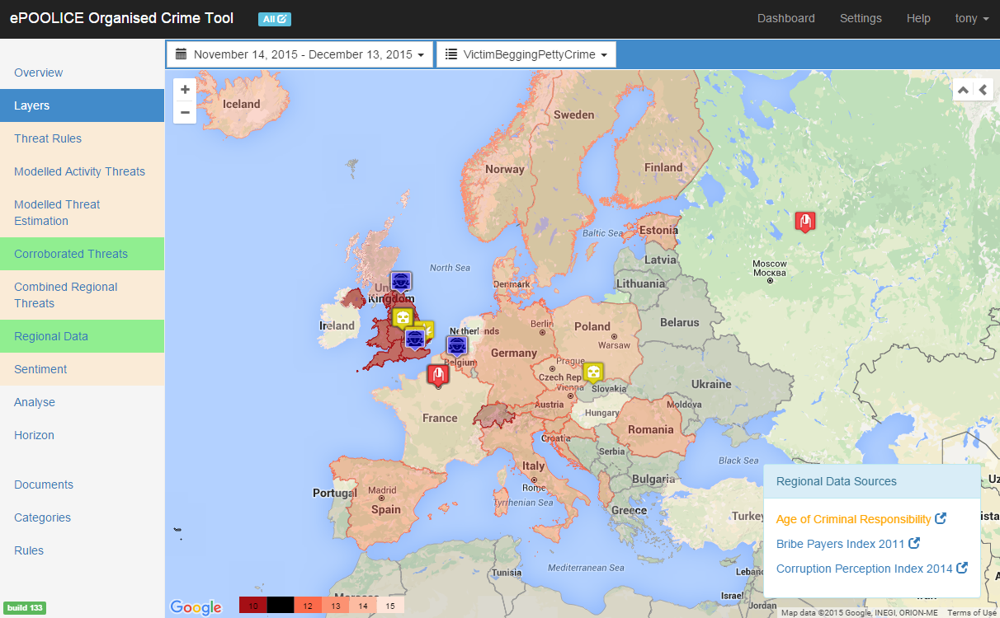 ePOOLICE Organised Crime Tool
All
Dashboard
Settings
Help
tony
November 14, 2015 - December 13, 2015
VictimBeggingPettyCrime
Overview
Layers
Threat Rules
Modelled Activity Threats
Modelled Threat
Estimation
Corroborated Threats
Combined Regional
Threats
Regional Data
Sentiment
Analyse
Horizon
Documents
Categories
Rules
build 133
+
−
Iceland
Sweden
Norway
Finland
Baltic Sea
Estonia
Latvia
North Sea
Moscow
Москва
Denmark
Lithuania
Kingdom
Ireland
Belarus
Netherlands
Berlin
Poland
Warsaw
Germany
Belgium
Prague
Czech Rep
Vienna
Slovakia
Ukraine
Austria
Hungary
Moldova
France
Romania
Croatia
Serbia
Black Sea
Italy
Bulgaria
Rome
Portugal
Madrid
Spain
Tyrrhenian Sea
Greece
Turkey
Mediterranean Sea
Tunisia
Israel
Jordan
Regional Data Sources
Age of Criminal Responsibility
Bribe Payers Index 2011
Corruption Perception Index 2014
Google
10
12
13
14
15
Map data ©2015 Google, INEGI, ORION-ME
Terms of Use